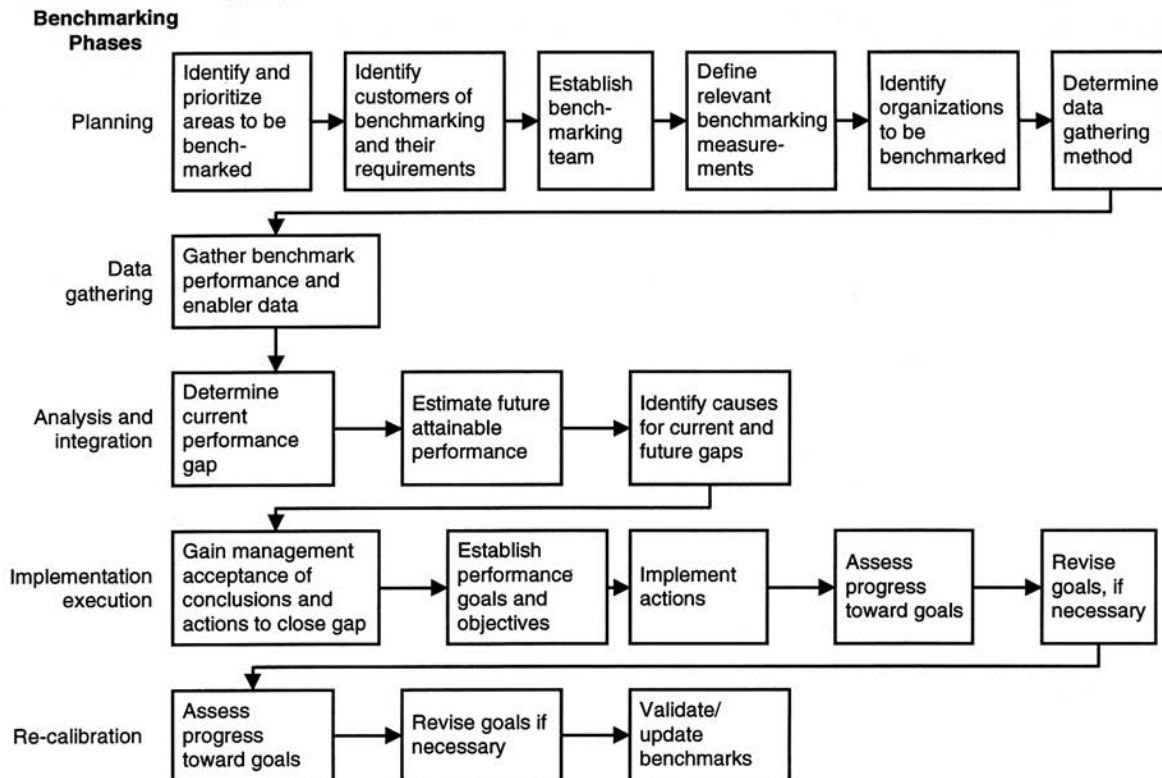 Benchmarking
Phases
Planning
Identify and
prioritize
areas to be
bench-
marked
Identify
customers of
benchmarking
and their
requirements
Establish
bench-
marking
team
Define
relevant
benchmarking
measure-
ments
Identify
organizations
to be
benchmarked
Determine
data
gathering
method
Data
gathering
Gather benchmark
performance and
enabler data
Analysis and
integration
Determine
current
performance
gap
Estimate future
attainable
performance
Identify causes
for current and
future gaps
Implementation
execution
Gain management
acceptance of
conclusions and
actions to close gap
Establish
performance
goals and
objectives
Implement
actions
Assess
progress
toward goals
Revise
goals, if
necessary
Re-calibration
Assess
progress
toward goals
Revise goals if
necessary
Validate/
update
benchmarks